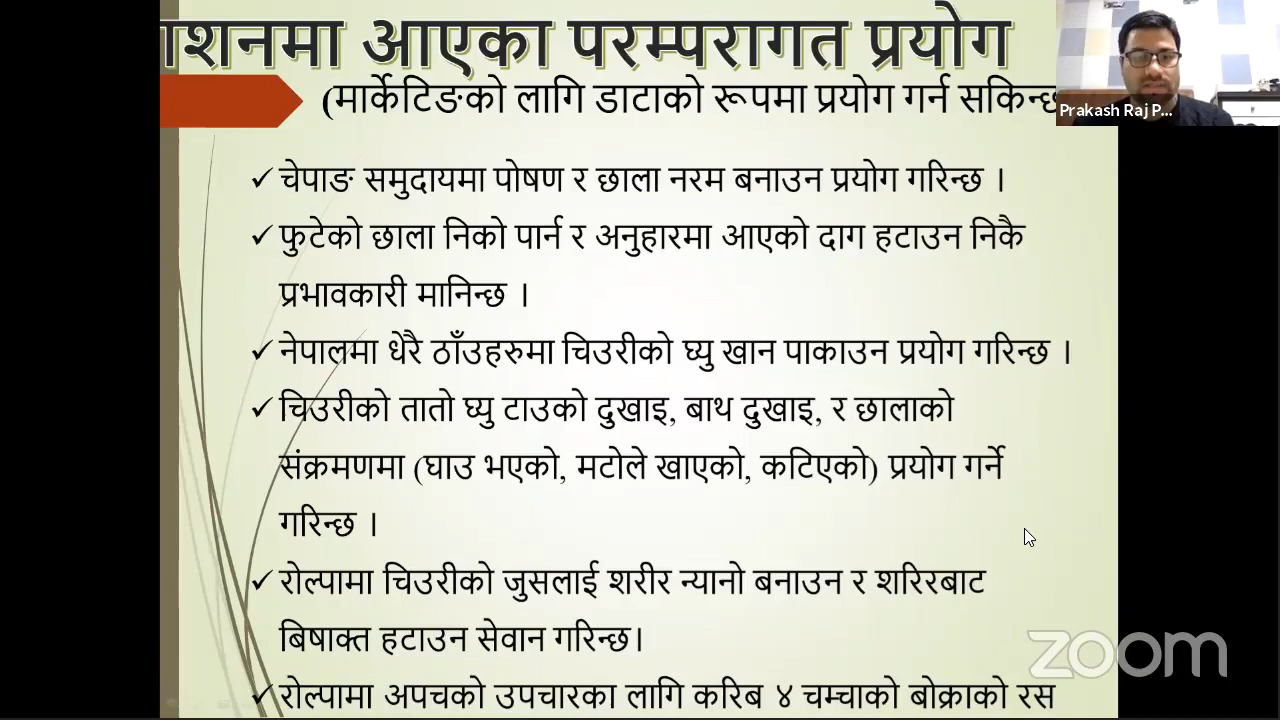 शनमा आएका परम्परागत प्रयोग
(मार्केटिङको लागि डाटाको रूपमा प्रयोग गर्न सकिन्छ
Prakash Raj P...
चेपाङ समुदायमा पोषण र छाला नरम बनाउन प्रयोग गरिन्छ ।
फुटेको छाला निको पार्न र अनुहारमा आएको दाग हटाउन निकै
प्रभावकारी मानिन्छ ।
नेपालमा धेरै ठाँउहरुमा चिउरीको घ्यु खान पाकाउन प्रयोग गरिन्छ ।
चिउरीको तातो घ्यु टाउको दुखाइ, बाथ दुखाइ, र छालाको
संक्रमणमा (घाउ भएको, मटोले खाएको, कटिएको) प्रयोग गर्ने
गरिन्छ ।
रोल्पामा चिउरीको जुसलाई शरीर न्यानो बनाउन र शरिरबाट
बिषाक्त हटाउन सेवान गरिन्छ।
रोल्पामा अपचको उपचारका लागि करिब ४ चम्चाको बोक्राको रस
zoom